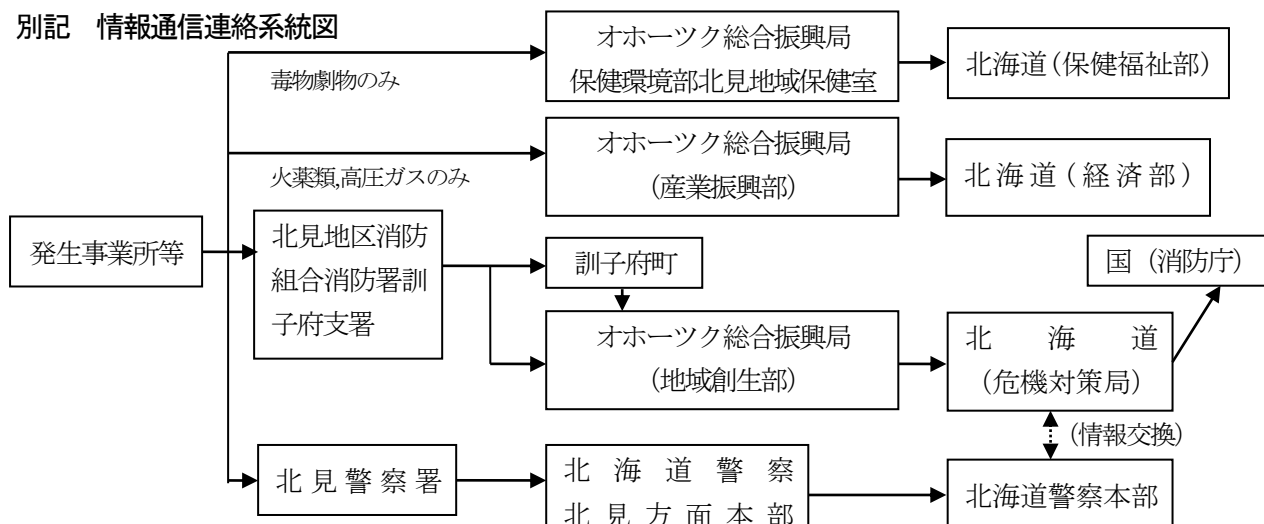 別記　情報通信連絡系統図
オホーツク総合振興局
保健環境部北見地域保健室
北海道(保健福祉部)
毒物劇物のみ
オホーツク総合振興局
(産業振興部)
北海道(経済部)
火薬類,高圧ガスのみ
発生事業所等
北見地区消防
組合消防署訓
子府支署
訓子府町
国（消防庁）
オホーツク総合振興局
(地域創生部)
北海道
(危機対策局)
(情報交換)
北見警察署
北海道警察
北見方面本部
北海道警察本部